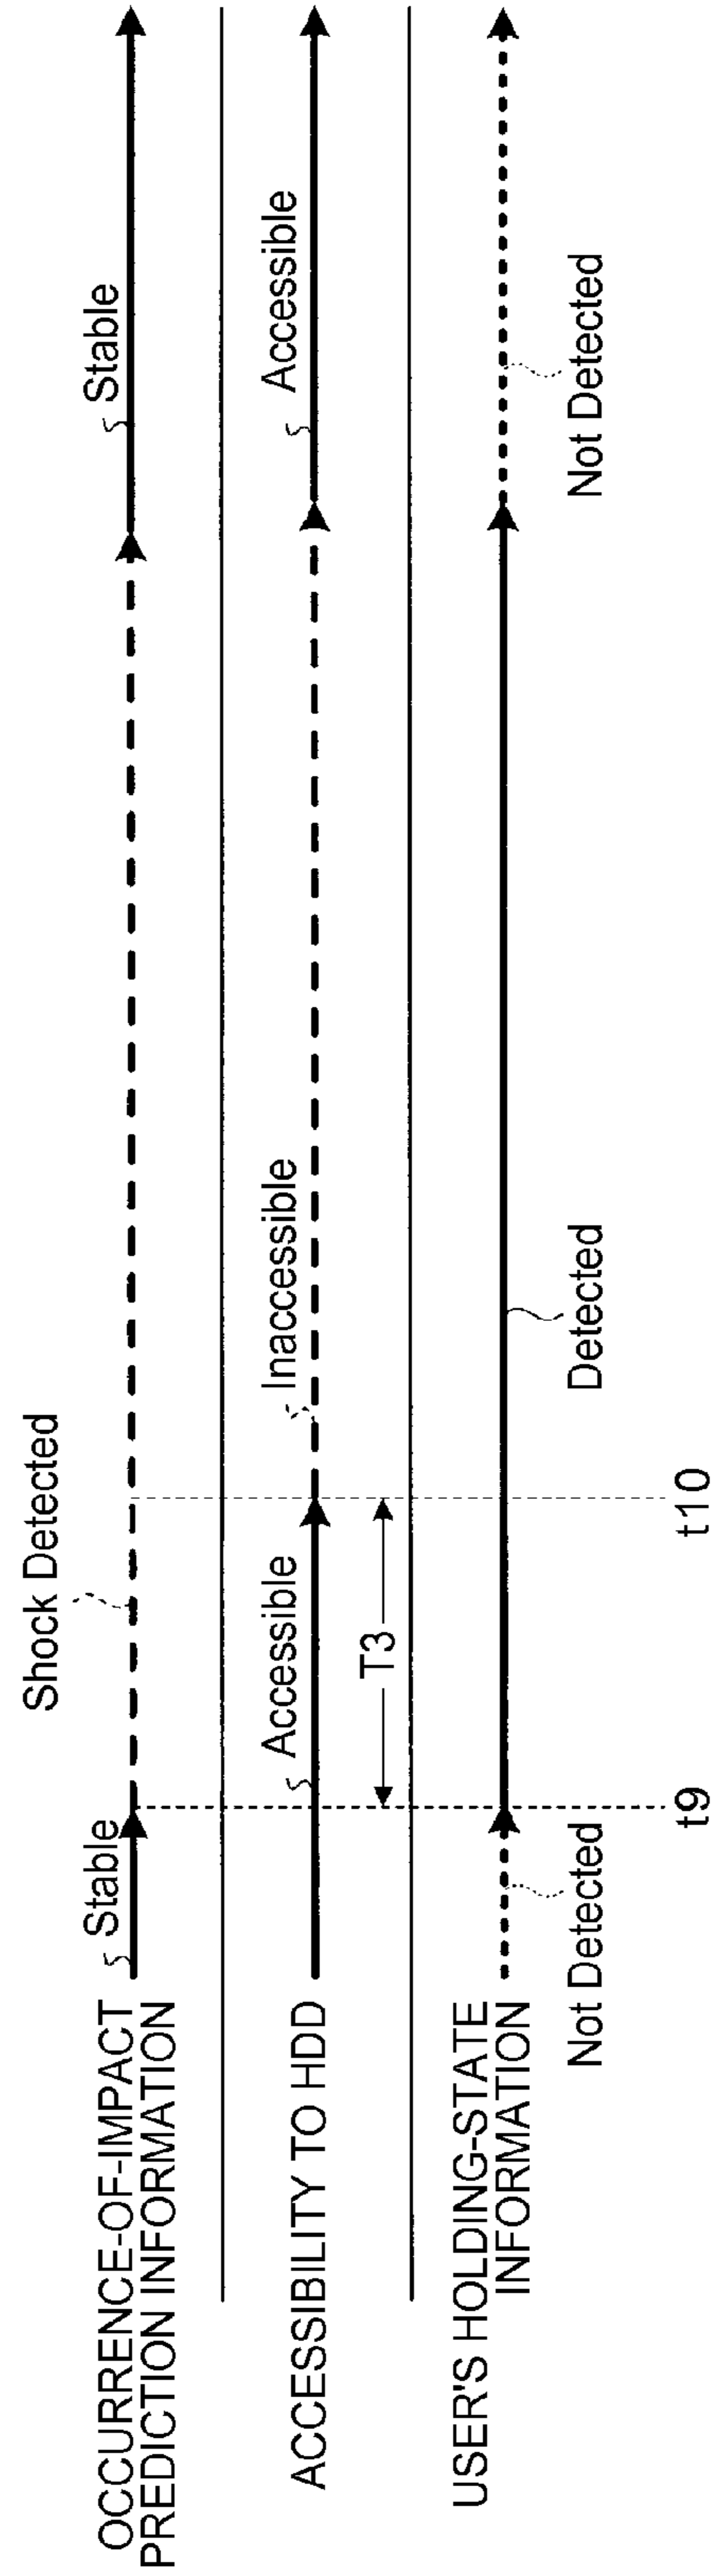 OCCURRENCE-OF-IMPACT
PREDICTION INFORMATION
Stable
Shock Detected
Stable
ACCESSIBILITY TO HDD
Accessible
Inaccessible
Accessible
T3
USER'S HOLDING-STATE
INFORMATION
Not Detected
Detected
Not Detected
t9
t10